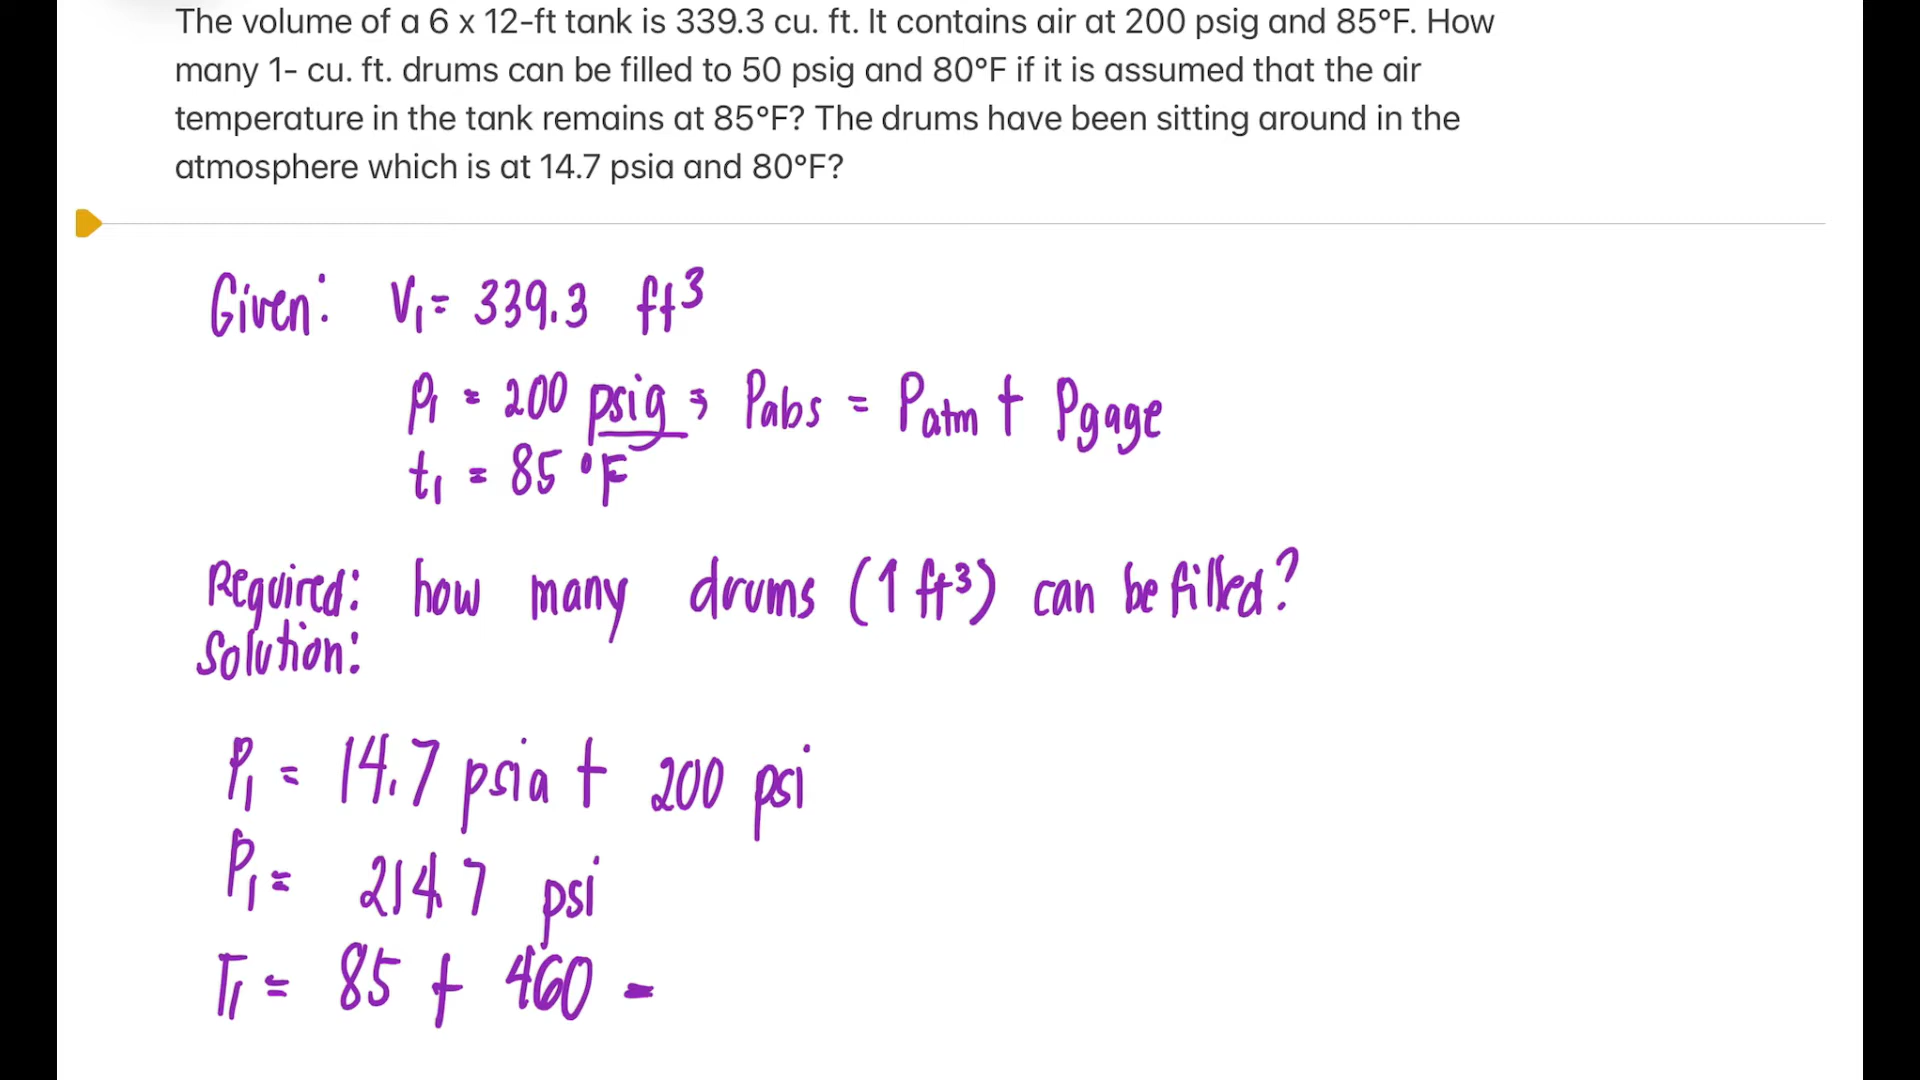 The volume of a 6 x 12-ft tank is 339.3 cu. ft. It contains air at 200 psig and 85°F. How
many 1- cu. ft. drums can be filled to 50 psig and 80°F if it is assumed that the air
temperature in the tank remains at 85°F? The drums have been sitting around in the
atmosphere which is at 14.7 psia and 80°F?
Given: V₁ = 339.3 ft³
P₁ = 200 psig ⇒ Pabs = Patm + Pgage
t₁ = 85 °F
Required: how many drums (1 ft³) can be filled?
Solution:
P₁ = 14.7 psia + 200 psi
P₁ = 214.7 psi
T₁ = 85 + 460 =